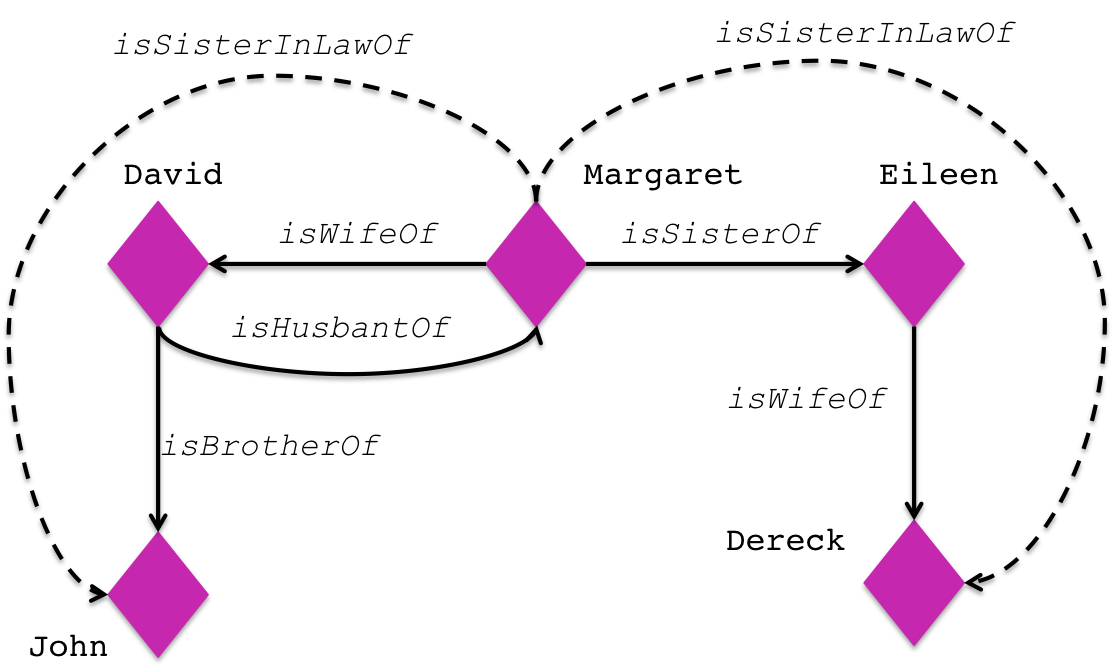 isSisterInLawOf
isSisterInLawOf
David
Margaret
Eileen
isWifeOf
isSisterOf
isHusbantOf
isWifeOf
isBrotherOf
Dereck
John